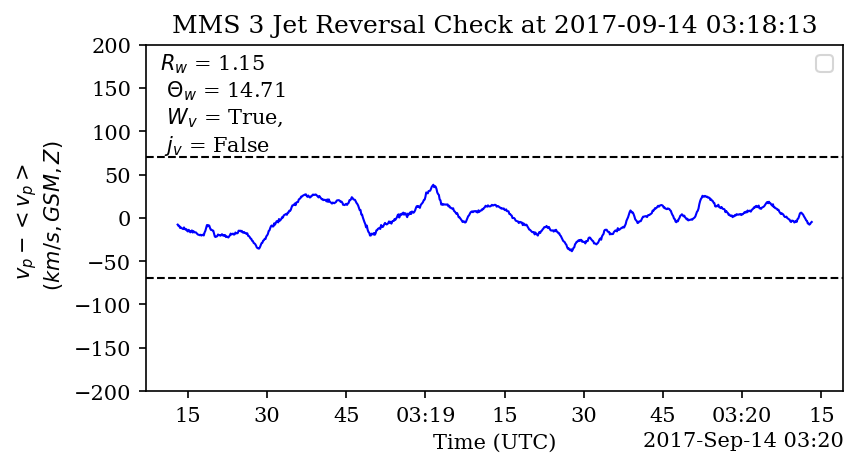 MMS 3 Jet Reversal Check at 2017-09-14 03:18:13
200
150
100
50
0
−50
−100
−150
−200
v_p − < v_p >
(km/s, GSM, Z)
R_w = 1.15
Θ_w = 14.71
W_v = True,
j_v = False
15 30 45 03:19 15 30 45 03:20 15
Time (UTC)
2017-Sep-14 03:20